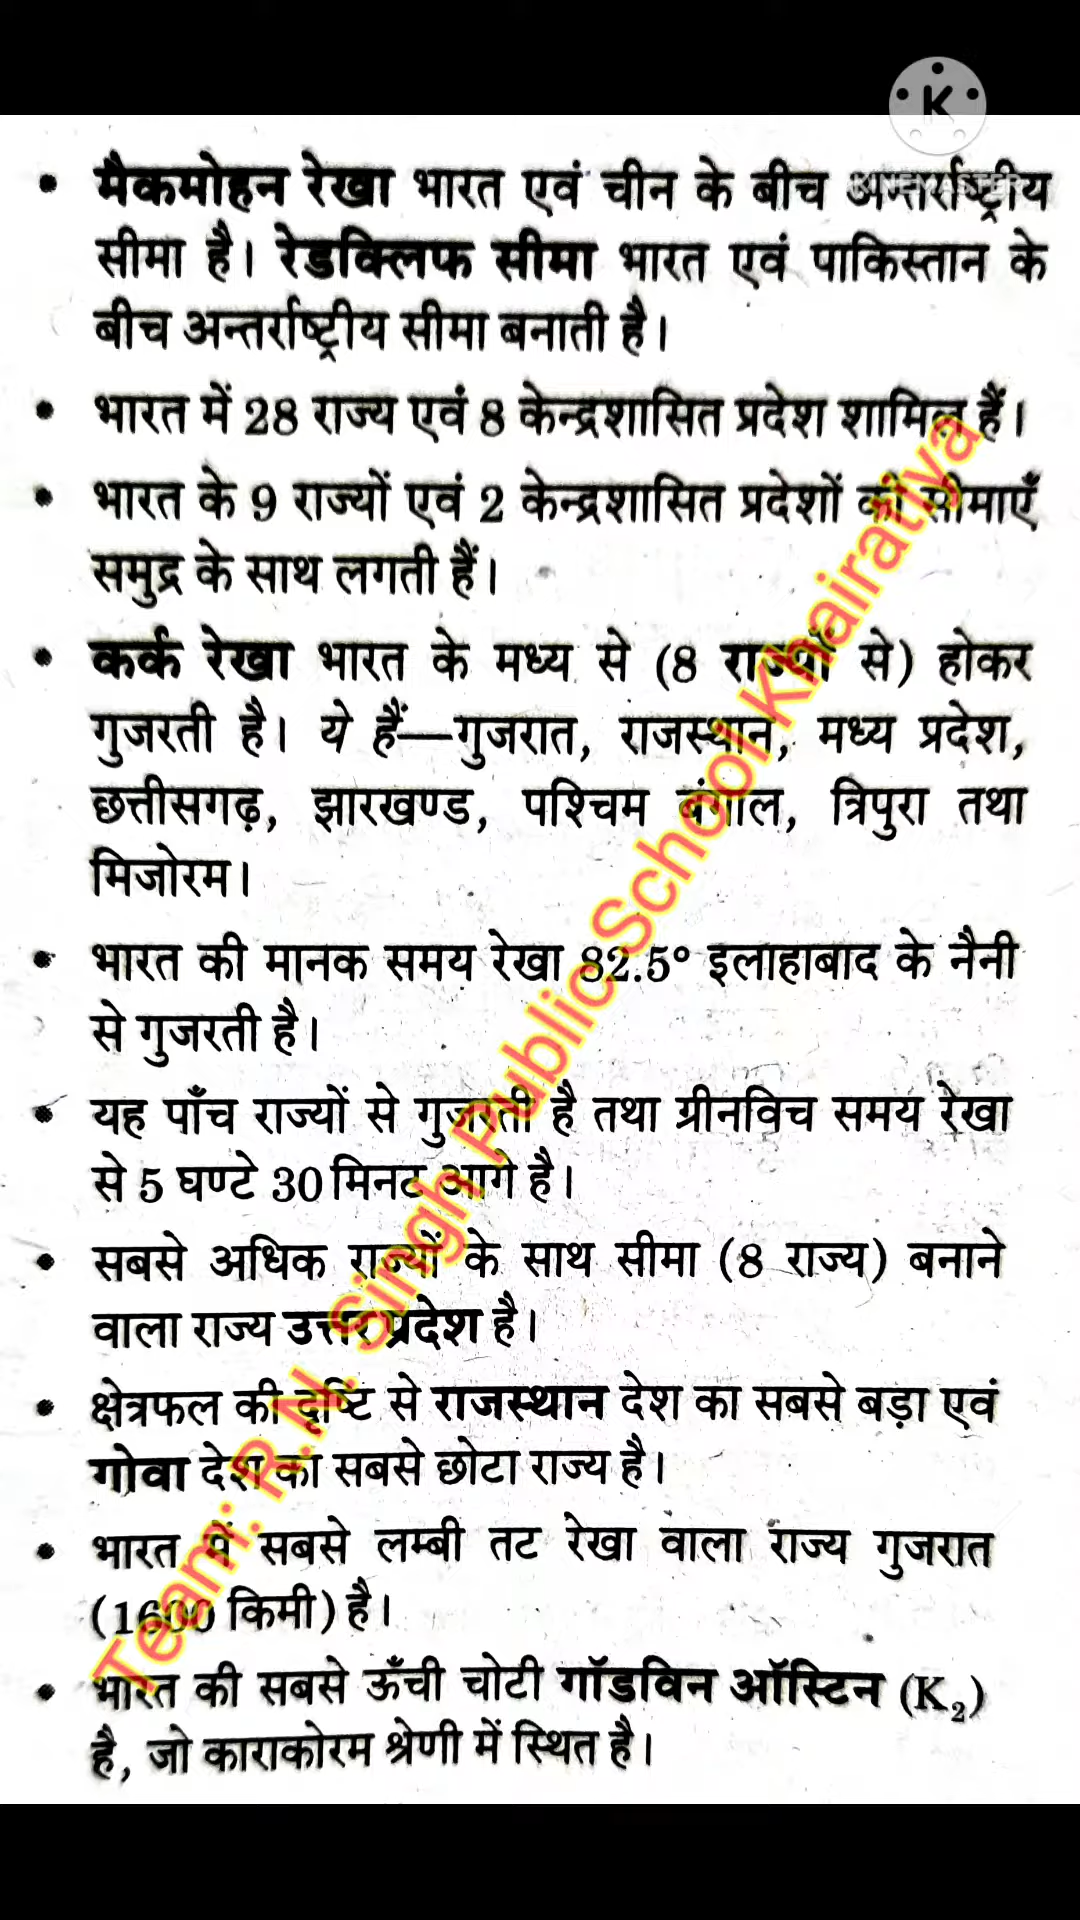 K
KINEMASTER
• मैकमोहन रेखा भारत एवं चीन के बीच अन्तर्राष्ट्रीय
सीमा है। रेडक्लिफ सीमा भारत एवं पाकिस्तान के
बीच अन्तर्राष्ट्रीय सीमा बनाती है।
• भारत में 28 राज्य एवं 8 केन्द्रशासित प्रदेश शामिल हैं।
• भारत के 9 राज्यों एवं 2 केन्द्रशासित प्रदेशों की सीमाएँ
समुद्र के साथ लगती हैं।
• कर्क रेखा भारत के मध्य से (8 राज्यों से) होकर
गुजरती है। ये हैं—गुजरात, राजस्थान, मध्य प्रदेश,
छत्तीसगढ़, झारखण्ड, पश्चिम बंगाल, त्रिपुरा तथा
मिजोरम।
• भारत की मानक समय रेखा 82.5° इलाहाबाद के नैनी
से गुजरती है।
• यह पाँच राज्यों से गुजरती है तथा ग्रीनविच समय रेखा
से 5 घण्टे 30 मिनट आगे है।
• सबसे अधिक राज्यों के साथ सीमा (8 राज्य) बनाने
वाला राज्य उत्तर प्रदेश है।
• क्षेत्रफल की दृष्टि से राजस्थान देश का सबसे बड़ा एवं
गोवा देश का सबसे छोटा राज्य है।
• भारत में सबसे लम्बी तट रेखा वाला राज्य गुजरात
(1600 किमी) है।
• भारत की सबसे ऊँची चोटी गॉडविन ऑस्टिन (K₂)
है, जो काराकोरम श्रेणी में स्थित है।
Team: R.N. Singh Public School Khairatiya